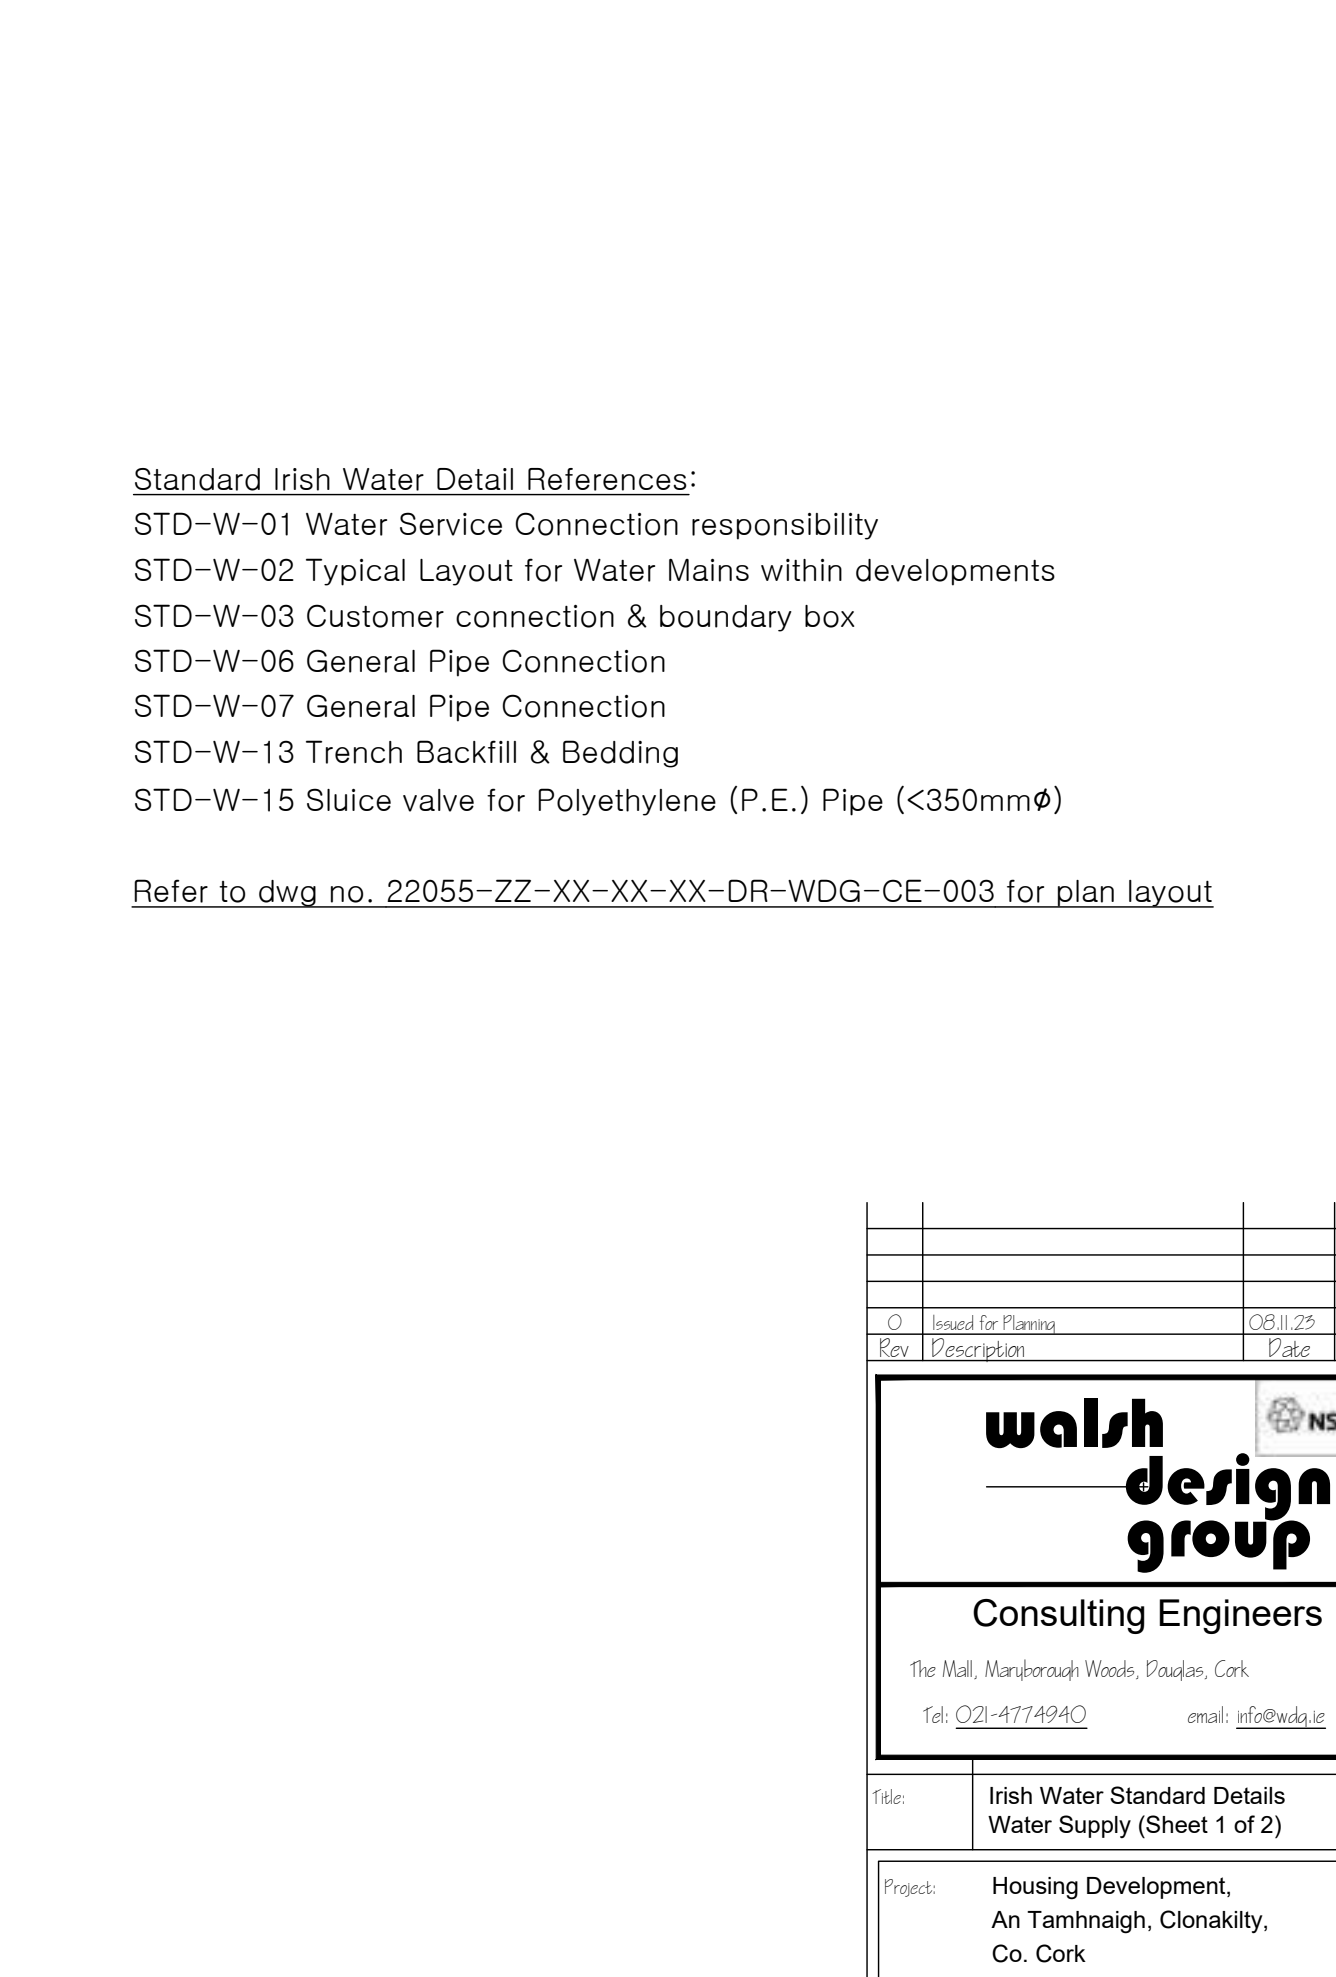 Standard Irish Water Detail References:
STD-W-01 Water Service Connection responsibility
STD-W-02 Typical Layout for Water Mains within developments
STD-W-03 Customer connection & boundary box
STD-W-06 General Pipe Connection
STD-W-07 General Pipe Connection
STD-W-13 Trench Backfill & Bedding
STD-W-15 Sluice valve for Polyethylene (P.E.) Pipe (<350mmφ)
Refer to dwg no. 22055-ZZ-XX-XX-XX-DR-WDG-CE-003 for plan layout
0 Issued for Planning 08.11.23
Rev Description Date
walsh
design
group
Consulting Engineers
The Mall, Maryborough Woods, Douglas, Cork
Tel: 021-4774940 email: info@wdg.ie
Title: Irish Water Standard Details
Water Supply (Sheet 1 of 2)
Project: Housing Development,
An Tamhnaigh, Clonakilty,
Co. Cork